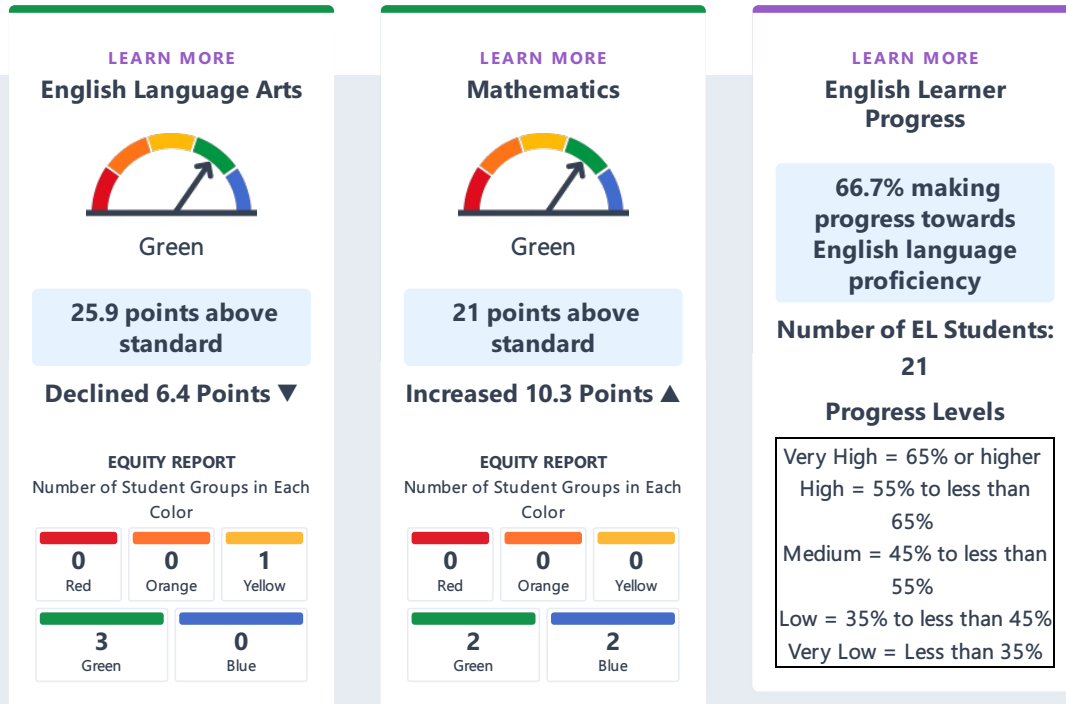 LEARN MORE
English Language Arts
Green
25.9 points above
standard
Declined 6.4 Points ▼
EQUITY REPORT
Number of Student Groups in Each
Color
0
Red
0
Orange
1
Yellow
3
Green
0
Blue
LEARN MORE
Mathematics
Green
21 points above
standard
Increased 10.3 Points ▲
EQUITY REPORT
Number of Student Groups in Each
Color
0
Red
0
Orange
0
Yellow
2
Green
2
Blue
LEARN MORE
English Learner
Progress
66.7% making
progress towards
English language
proficiency
Number of EL Students:
21
Progress Levels
Very High = 65% or higher
High = 55% to less than
65%
Medium = 45% to less than
55%
Low = 35% to less than 45%
Very Low = Less than 35%